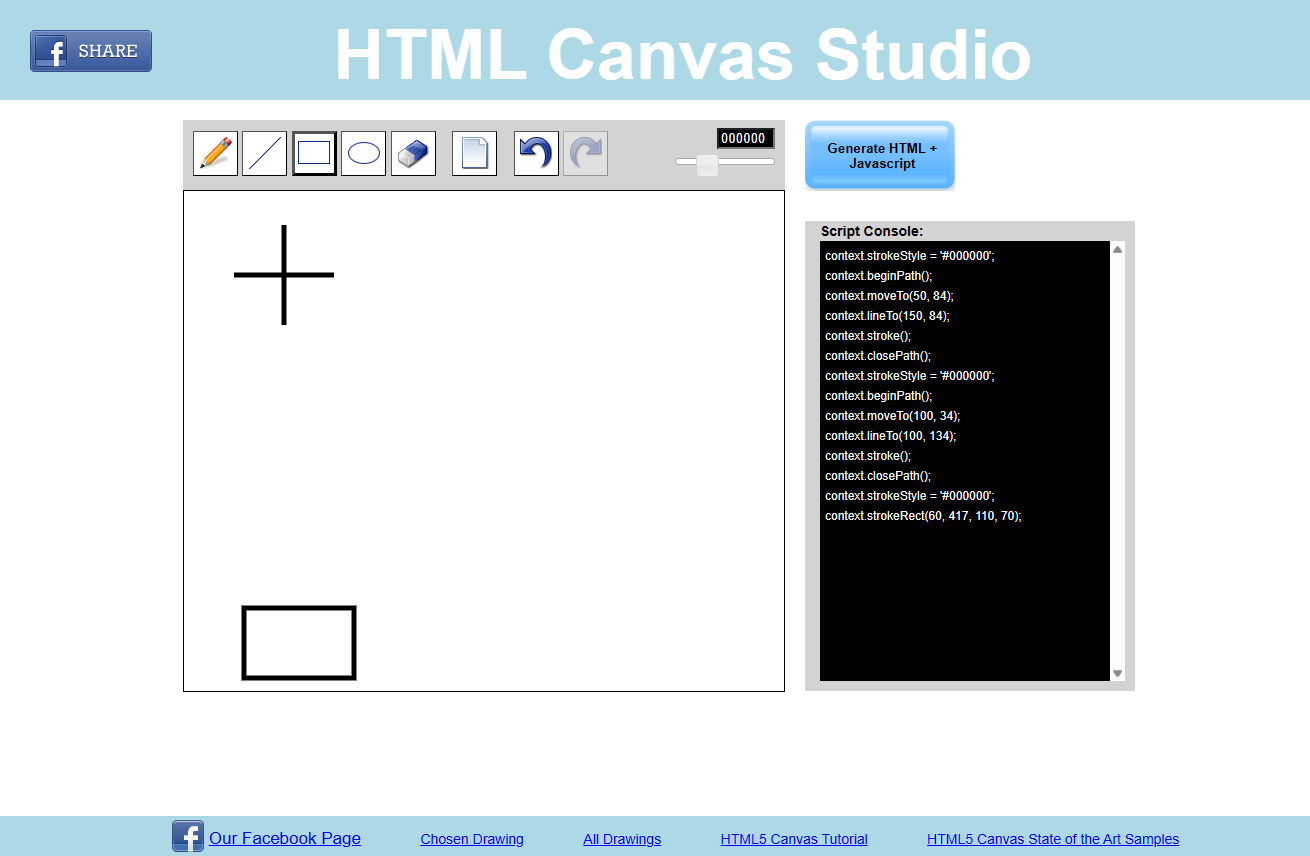 SHARE
HTML Canvas Studio
000000
Generate HTML +
Javascript
Script Console:
context.strokeStyle = '#000000';
context.beginPath();
context.moveTo(50, 84);
context.lineTo(150, 84);
context.stroke();
context.closePath();
context.strokeStyle = '#000000';
context.beginPath();
context.moveTo(100, 34);
context.lineTo(100, 134);
context.stroke();
context.closePath();
context.strokeStyle = '#000000';
context.strokeRect(60, 417, 110, 70);
Our Facebook Page
Chosen Drawing
All Drawings
HTML5 Canvas Tutorial
HTML5 Canvas State of the Art Samples